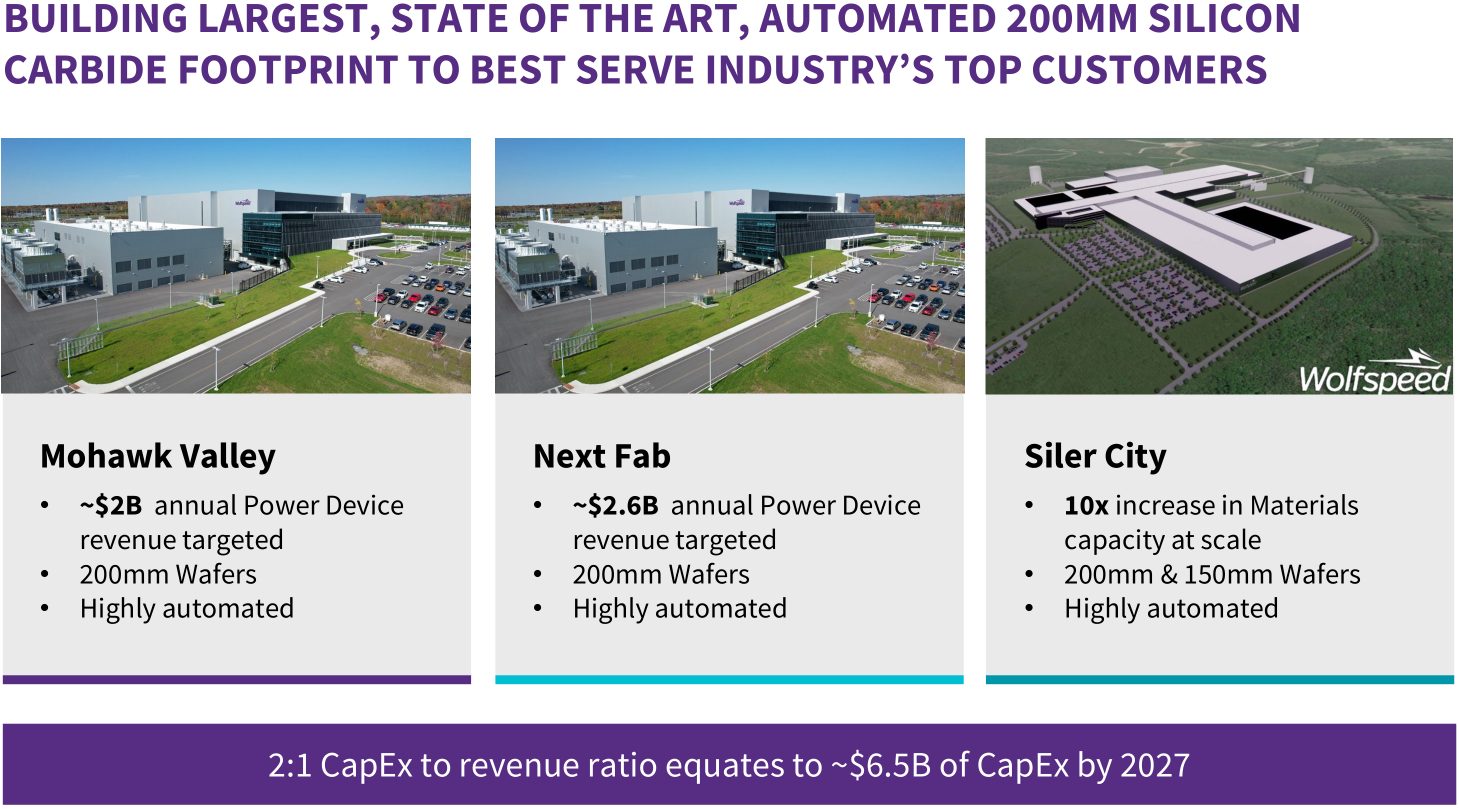 BUILDING LARGEST, STATE OF THE ART, AUTOMATED 200MM SILICON
CARBIDE FOOTPRINT TO BEST SERVE INDUSTRY’S TOP CUSTOMERS
Wolfspeed
Mohawk Valley
• ~$2B annual Power Device
revenue targeted
• 200mm Wafers
• Highly automated
Next Fab
• ~$2.6B annual Power Device
revenue targeted
• 200mm Wafers
• Highly automated
Siler City
• 10x increase in Materials
capacity at scale
• 200mm & 150mm Wafers
• Highly automated
2:1 CapEx to revenue ratio equates to ~$6.5B of CapEx by 2027